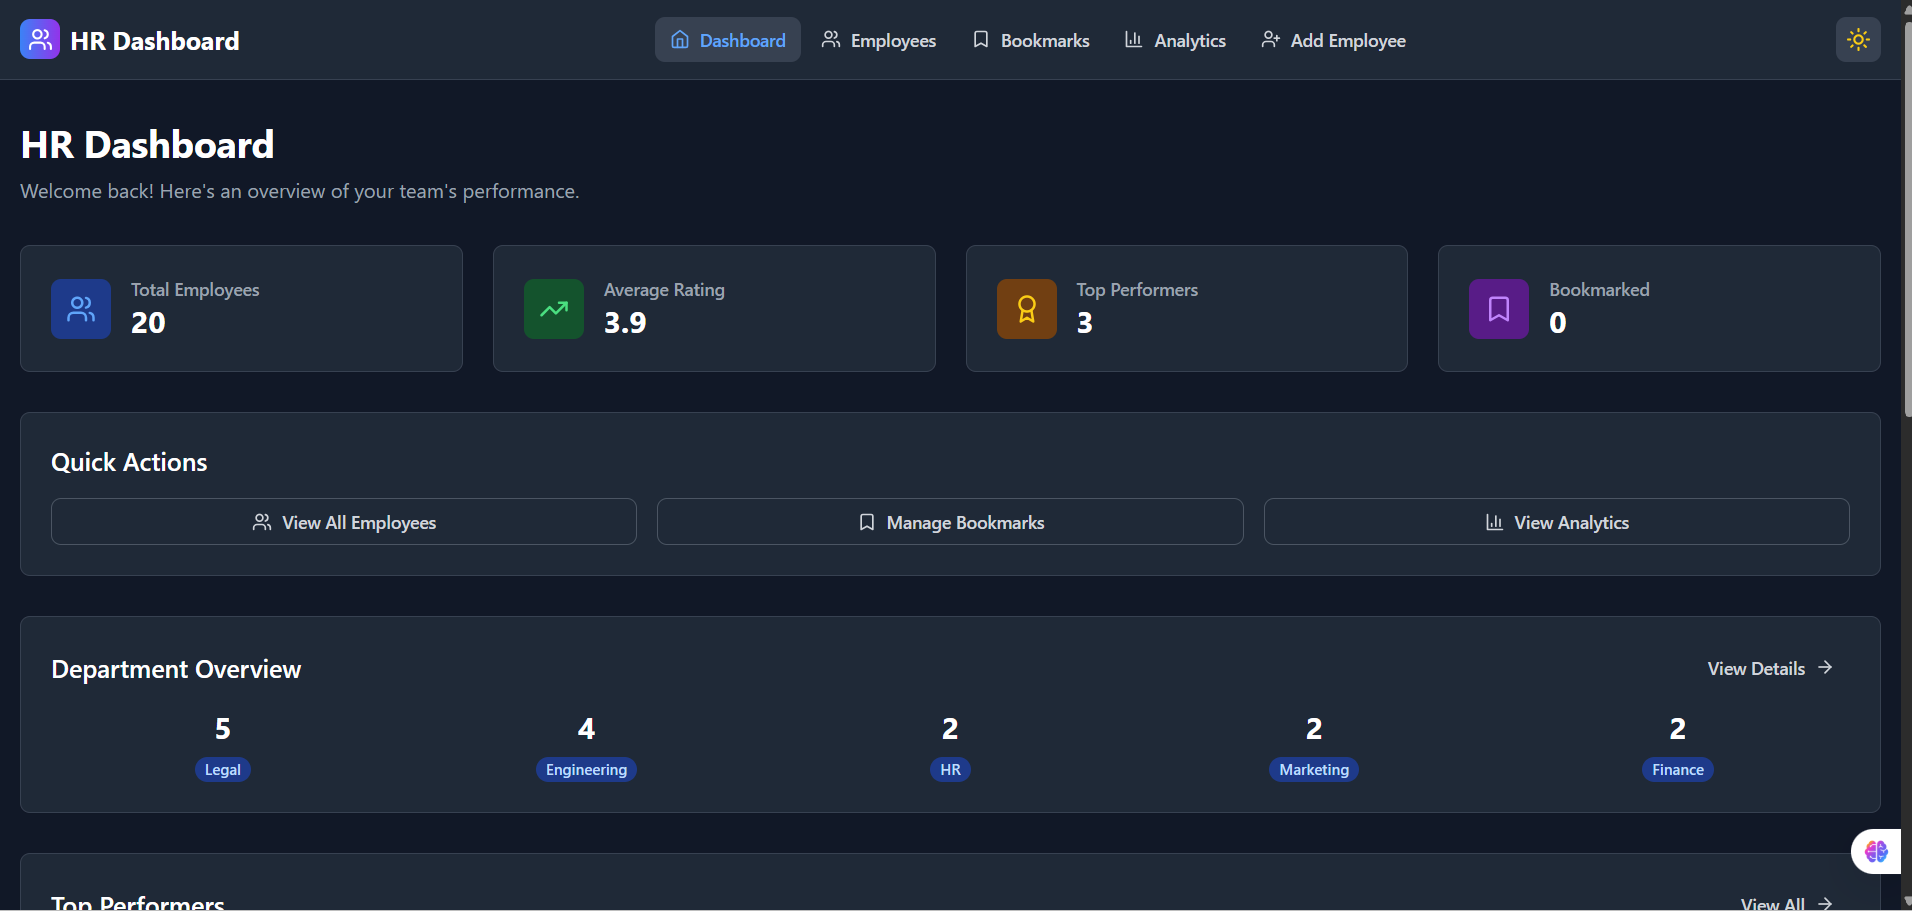 HR Dashboard
Dashboard
Employees
Bookmarks
Analytics
Add Employee
HR Dashboard
Welcome back! Here's an overview of your team's performance.
Total Employees
20
Average Rating
3.9
Top Performers
3
Bookmarked
0
Quick Actions
View All Employees
Manage Bookmarks
View Analytics
Department Overview
View Details
5
Legal
4
Engineering
2
HR
2
Marketing
2
Finance
Top Performers
View All